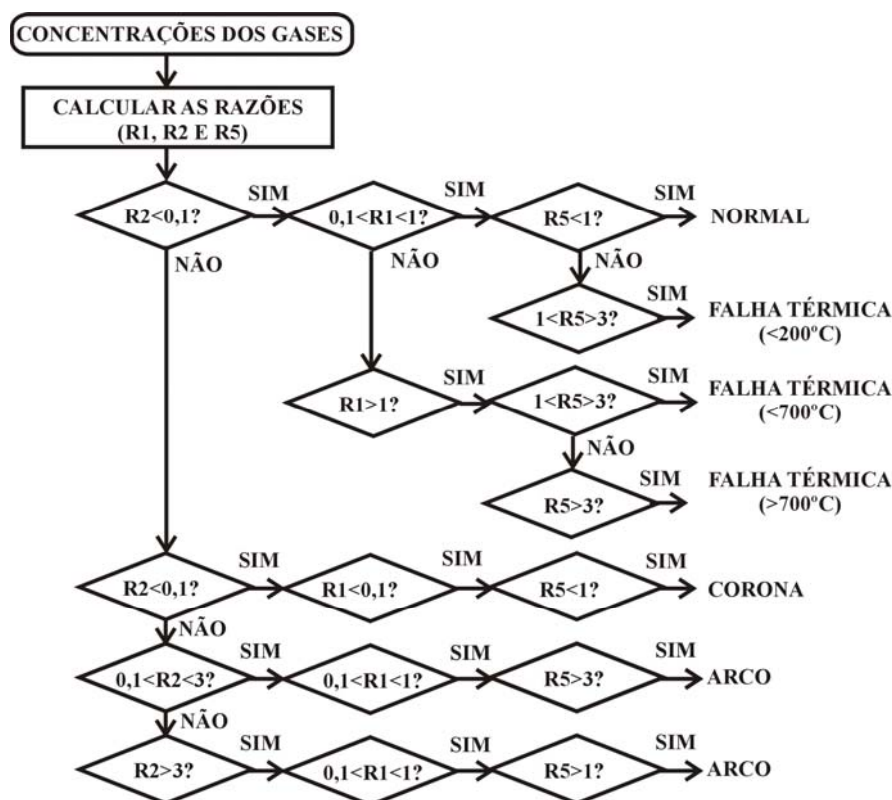 CONCENTRAÇÕES DOS GASES
CALCULAR AS RAZÕES
(R1, R2 E R5)
R2<0,1?
SIM
0,1<R1<1?
SIM
R5<1?
SIM
NORMAL
NÃO
NÃO
NÃO
1<R5>3?
SIM
FALHA TÉRMICA
(<200ºC)
R1>1?
SIM
1<R5>3?
SIM
FALHA TÉRMICA
(<700ºC)
NÃO
R5>3?
SIM
FALHA TÉRMICA
(>700ºC)
R2<0,1?
SIM
R1<0,1?
SIM
R5<1?
SIM
CORONA
NÃO
0,1<R2<3?
SIM
0,1<R1<1?
SIM
R5>3?
SIM
ARCO
NÃO
R2>3?
SIM
0,1<R1<1?
SIM
R5>1?
SIM
ARCO